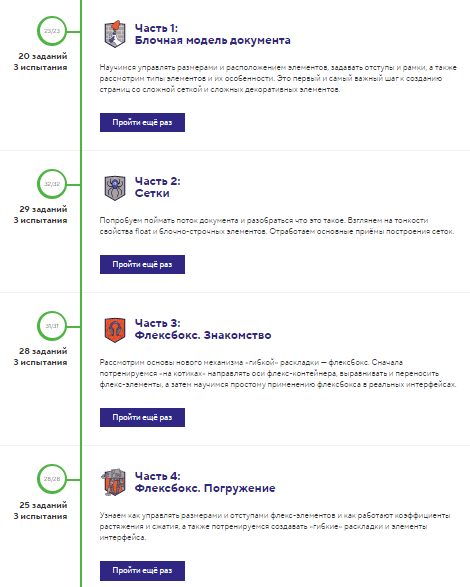 23/23
20 заданий
3 испытания
Часть 1:
Блочная модель документа
Научимся управлять размерами и расположением элементов, задавать отступы и рамки, а также
рассмотрим типы элементов и их особенности. Это первый и самый важный шаг к созданию
страниц со сложной сеткой и сложных декоративных элементов.
Пройти ещё раз
32/32
29 заданий
3 испытания
Часть 2:
Сетки
Попробуем поймать поток документа и разобраться что это такое. Взглянем на тонкости
свойства float и блочно-строчных элементов. Отработаем основные приёмы построения сеток.
Пройти ещё раз
31/31
28 заданий
3 испытания
Часть 3:
Флексбокс. Знакомство
Рассмотрим основы нового механизма «гибкой» раскладки — флексбокс. Сначала
потренируемся «на котиках» направлять оси флекс-контейнера, выравнивать и переносить
флекс-элементы, а затем научимся простому применению флексбокса в реальных интерфейсах.
Пройти ещё раз
28/28
25 заданий
3 испытания
Часть 4:
Флексбокс. Погружение
Узнаем как управлять размерами и отступами флекс-элементов и как работают коэффициенты
растяжения и сжатия, а также потренируемся создавать «гибкие» раскладки и элементы
интерфейса.
Пройти ещё раз